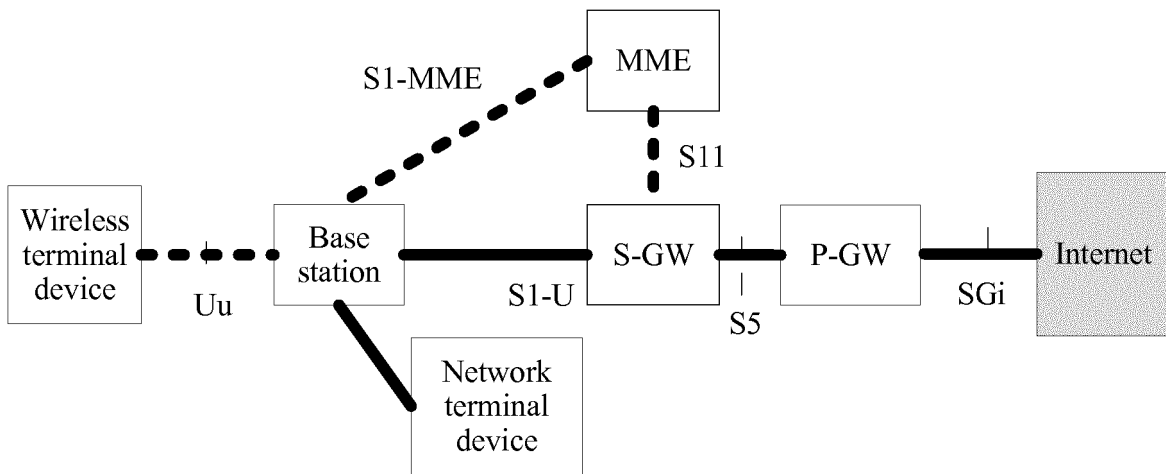 MME
S1-MME
S11
Wireless
terminal
device
Uu
Base
station
S1-U
S-GW
S5
P-GW
SGi
Internet
Network
terminal
device